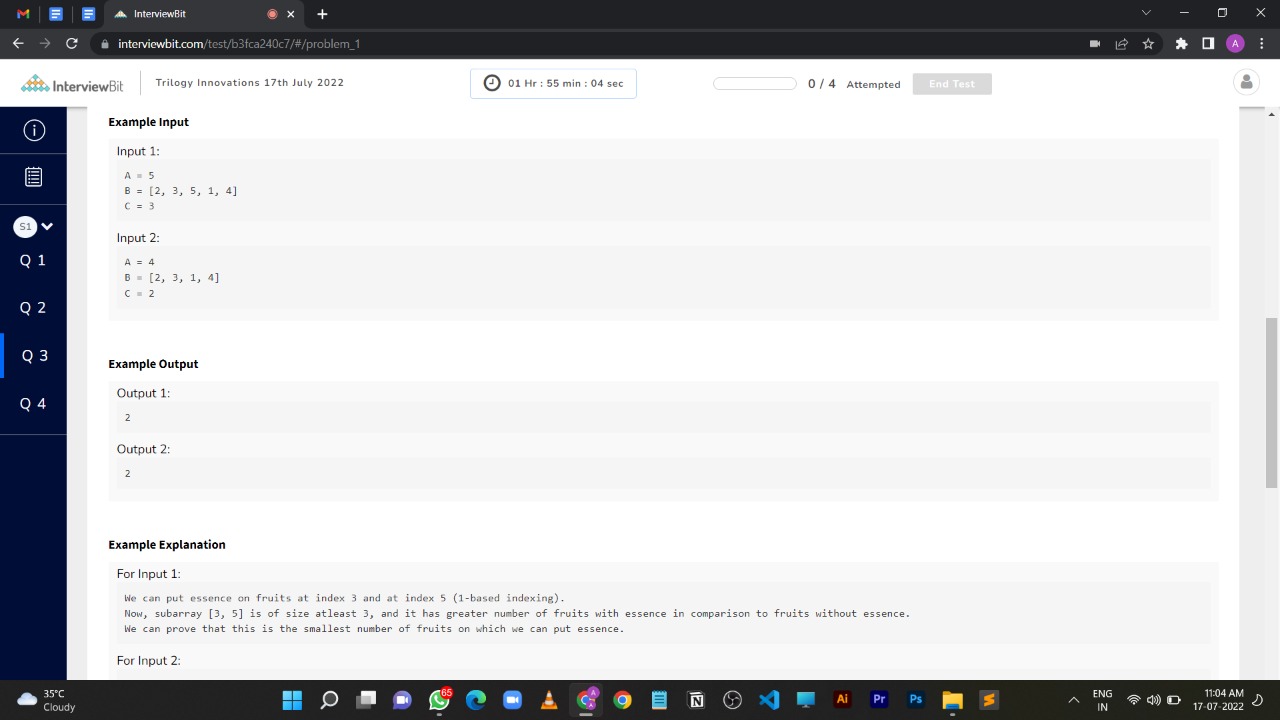 InterviewBit
interviewbit.com/test/b3fca240c7/#/problem_1
A
InterviewBit
Trilogy Innovations 17th July 2022
01 Hr : 55 min : 04 sec
0 / 4 Attempted
End Test
S1
Q 1
Q 2
Q 3
Q 4
Example Input
Input 1:
A = 5
B = [2, 3, 5, 1, 4]
C = 3
Input 2:
A = 4
B = [2, 3, 1, 4]
C = 2
Example Output
Output 1:
2
Output 2:
2
Example Explanation
For Input 1:
We can put essence on fruits at index 3 and at index 5 (1-based indexing).
Now, subarray [3, 5] is of size atleast 3, and it has greater number of fruits with essence in comparison to fruits without essence.
We can prove that this is the smallest number of fruits on which we can put essence.
For Input 2:
35°C
Cloudy
65
A
Ai
Pr
Ps
ENG
IN
11:04 AM
17-07-2022